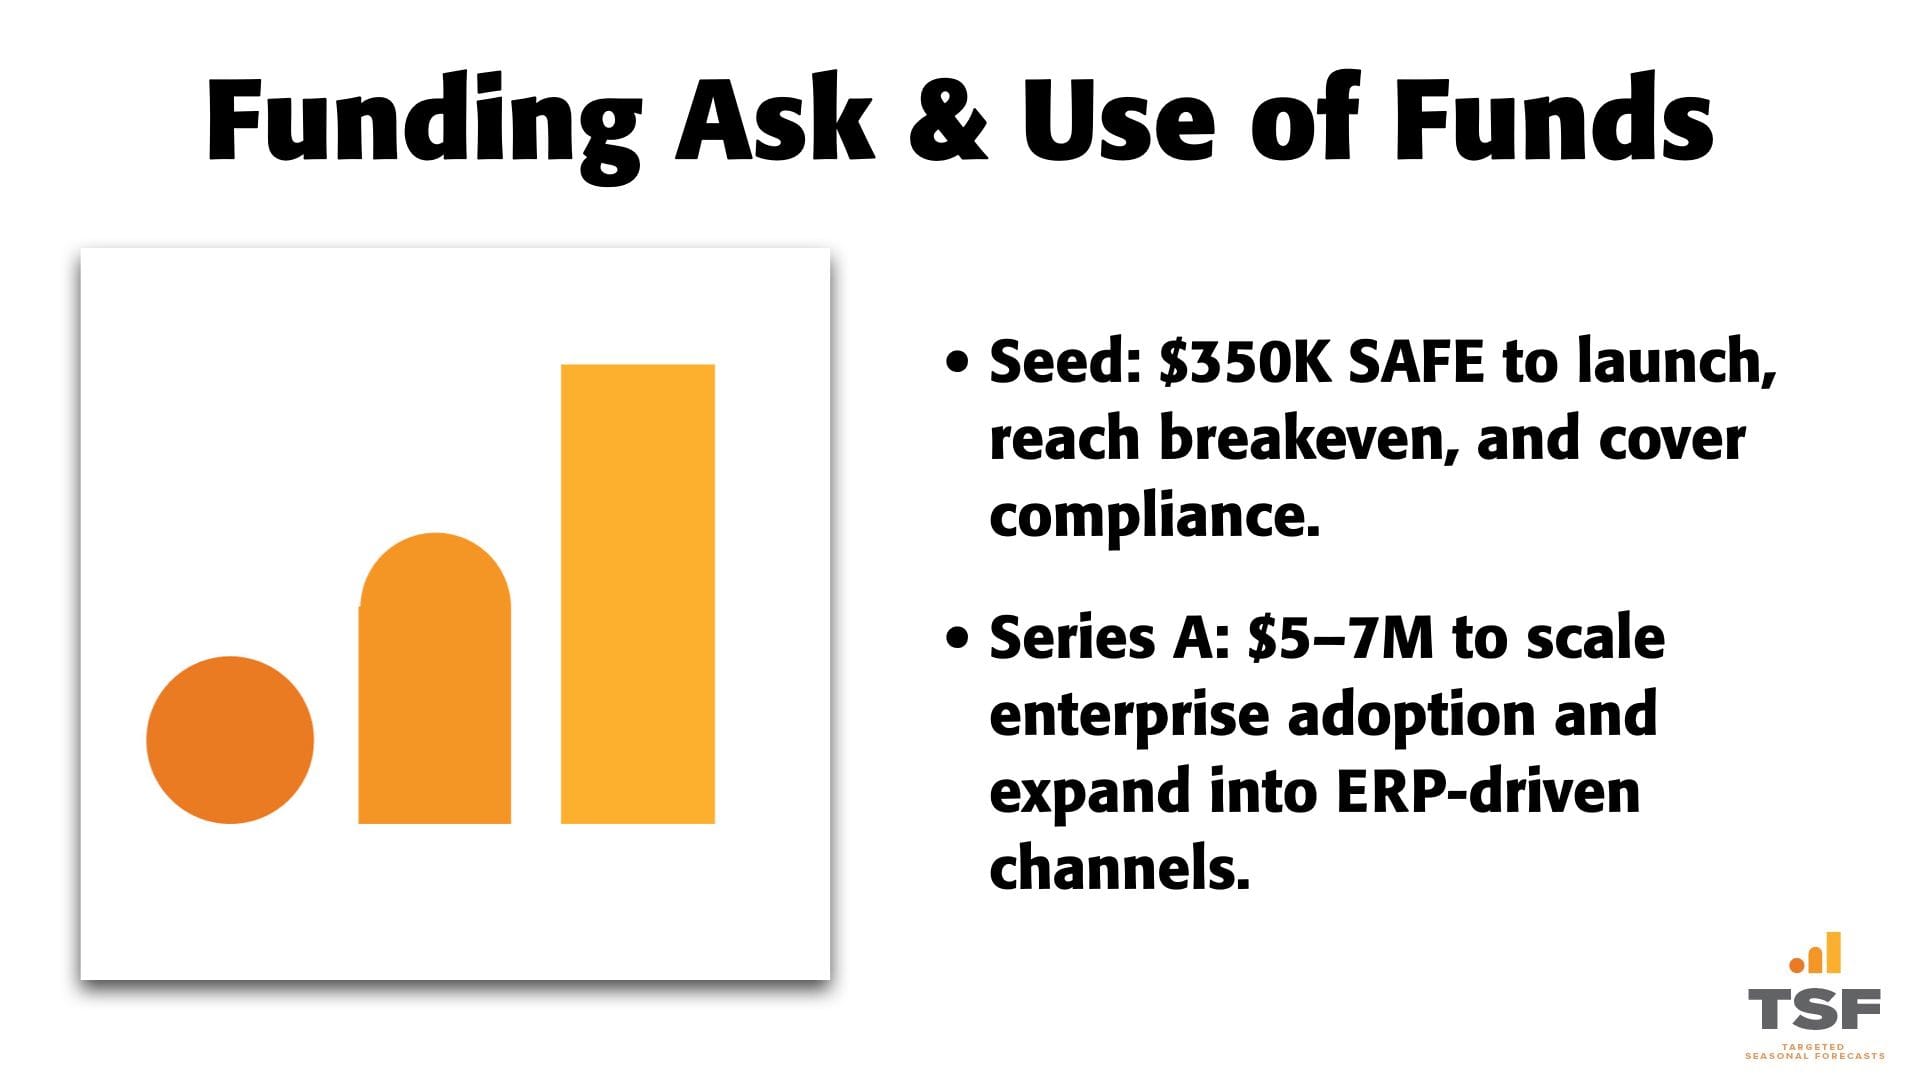 Funding Ask & Use of Funds
• Seed: $350K SAFE to launch,
reach breakeven, and cover
compliance.
• Series A: $5–7M to scale
enterprise adoption and
expand into ERP-driven
channels.
TSF
TARGETED
SEASONAL FORECASTS